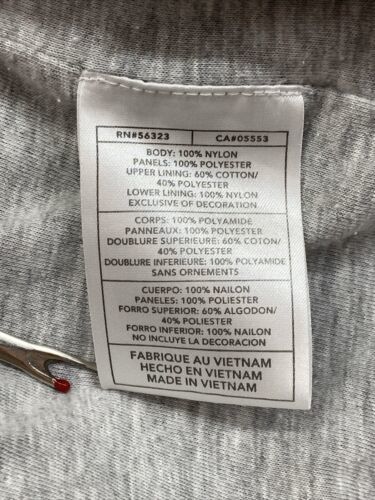 RN#56323 CA#05553
BODY: 100% NYLON
PANELS: 100% POLYESTER
UPPER LINING: 60% COTTON/
40% POLYESTER
LOWER LINING: 100% NYLON
EXCLUSIVE OF DECORATION
CORPS: 100% POLYAMIDE
PANNEAUX: 100% POLYESTER
DOUBLURE SUPERIEURE: 60% COTON/
40% POLYESTER
DOUBLURE INFERIEURE: 100% POLYAMIDE
SANS ORNEMENTS
CUERPO: 100% NAILON
PANELES: 100% POLIESTER
FORRO SUPERIOR: 60% ALGODON/
40% POLIESTER
FORRO INFERIOR: 100% NAILON
NO INCLUYE LA DECORACION
FABRIQUE AU VIETNAM
HECHO EN VIETNAM
MADE IN VIETNAM